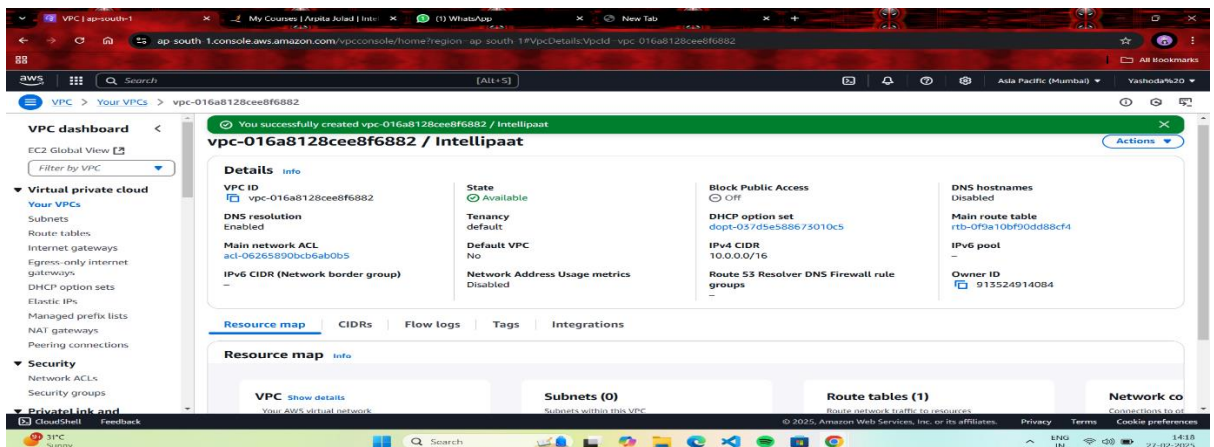 VPC | ap-south-1
My Courses | Arpita Jolad | Inte
(1) WhatsApp
New Tab
ap-south-1.console.aws.amazon.com/vpcconsole/home?region=ap-south-1#VpcDetails:VpcId=vpc-016a8128cee8f6882
All Bookmarks
aws
Search
[Alt+S]
Asia Pacific (Mumbai)
Yashoda%20
VPC > Your VPCs > vpc-016a8128cee8f6882
VPC dashboard
EC2 Global View
Filter by VPC
Virtual private cloud
Your VPCs
Subnets
Route tables
Internet gateways
Egress-only internet
gateways
DHCP option sets
Elastic IPs
Managed prefix lists
NAT gateways
Peering connections
Security
Network ACLs
Security groups
PrivateLink and
You successfully created vpc-016a8128cee8f6882 / Intellipaat
vpc-016a8128cee8f6882 / Intellipaat
Actions
Details Info
VPC ID
vpc-016a8128cee8f6882
State
Available
Block Public Access
Off
DNS hostnames
Disabled
DNS resolution
Enabled
Tenancy
default
DHCP option set
dopt-037d5e588673010c5
Main route table
rtb-0f9a10bf90dd88cf4
Main network ACL
acl-06265890bcb6ab0b5
Default VPC
No
IPv4 CIDR
10.0.0.0/16
IPv6 pool
–
IPv6 CIDR (Network border group)
–
Network Address Usage metrics
Disabled
Route 53 Resolver DNS Firewall rule
groups
–
Owner ID
913524914084
Resource map
CIDRs
Flow logs
Tags
Integrations
Resource map Info
VPC Show details
Your AWS virtual network
Subnets (0)
Subnets within this VPC
Route tables (1)
Route network traffic to resources
Network co
Connections to ot
CloudShell
Feedback
© 2025, Amazon Web Services, Inc. or its affiliates.
Privacy
Terms
Cookie preferences
31°C
Sunny
Search
ENG
IN
14:18
27-02-2025